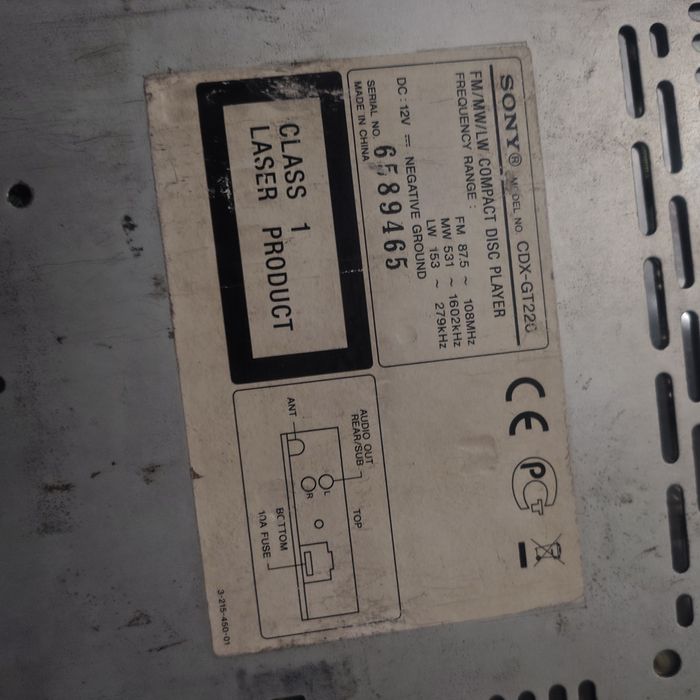 SONY® MODEL NO. CDX-GT220
FM/MW/LW COMPACT DISC PLAYER
FREQUENCY RANGE : FM 87.5 ~ 108MHz
MW 531 ~ 1602kHz
LW 153 ~ 279kHz
DC : 12V ⎓ NEGATIVE GROUND
SERIAL NO. 6589465
MADE IN CHINA
CLASS 1
LASER PRODUCT
CE
AUDIO OUT
REAR/SUB
TOP
ANT
L
R
BOTTOM
10A FUSE
3-215-450-01